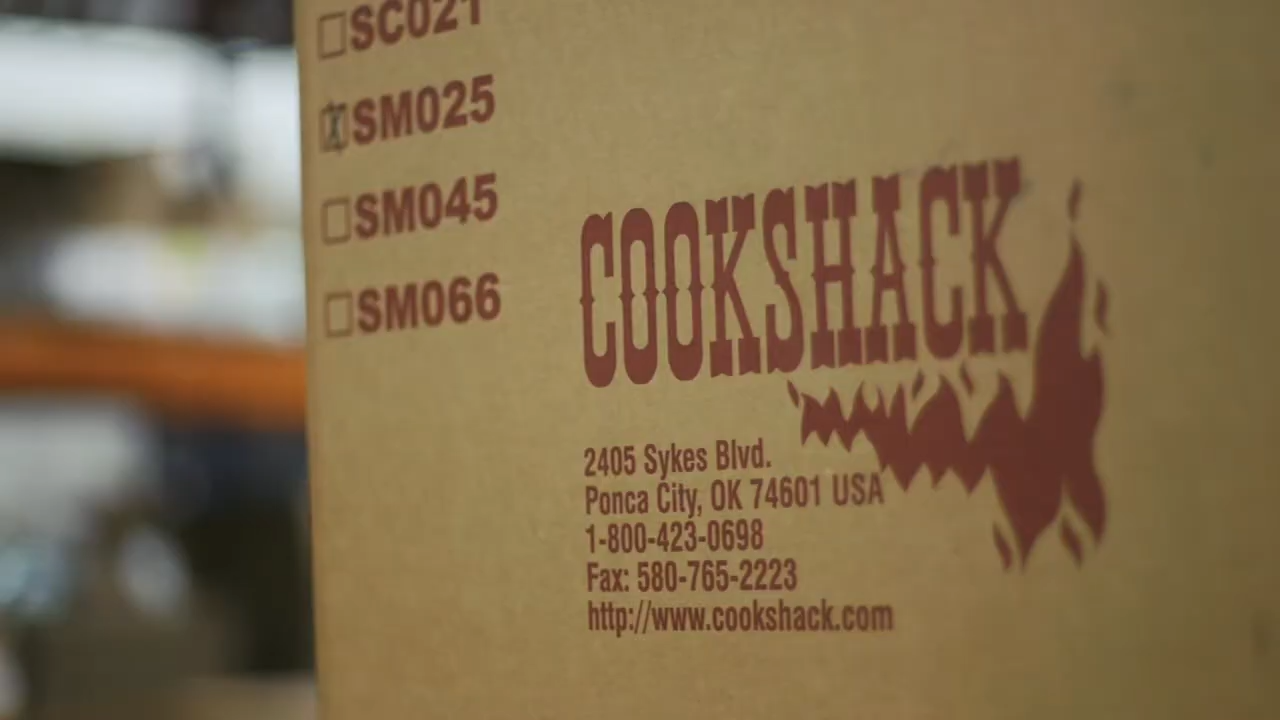 SC021
SM025
SM045
SM066
COOKSHACK
2405 Sykes Blvd.
Ponca City, OK 74601 USA
1-800-423-0698
Fax: 580-765-2223
http://www.cookshack.com